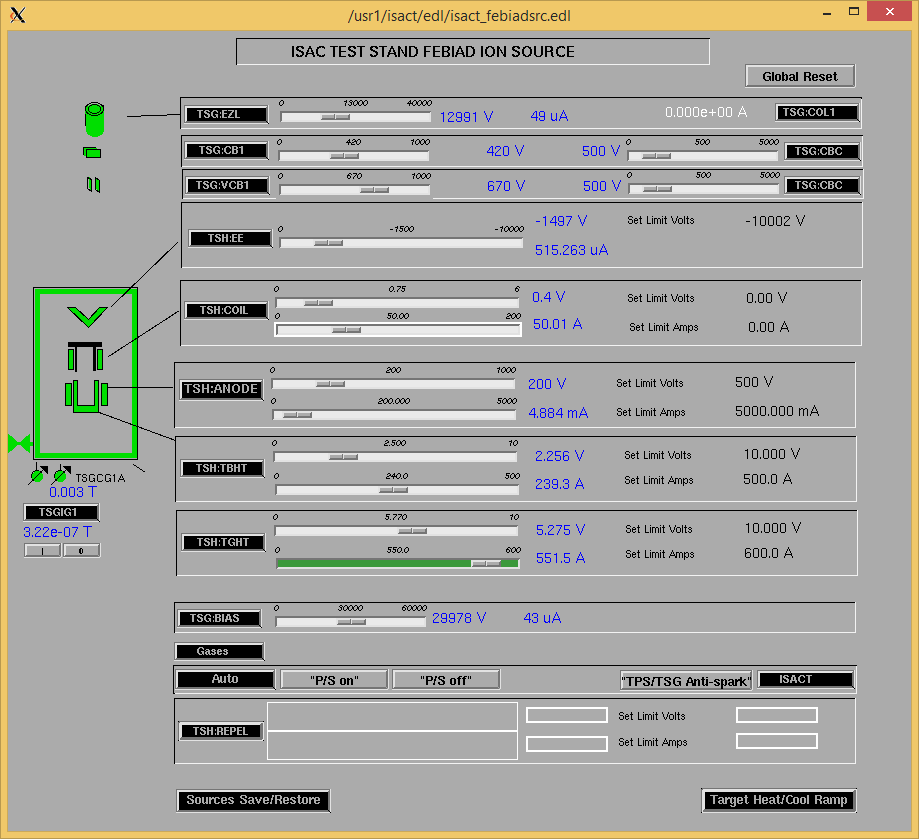 /usr1/isact/edl/isact_febiadsrc.edl
ISAC TEST STAND FEBIAD ION SOURCE
Global Reset
TSG:EZL 0 13000 40000 12991 V 49 uA 0.000e+00 A TSG:COL1
TSG:CB1 0 420 1000 420 V 500 V 0 500 5000 TSG:CBC
TSG:VCB1 0 670 1000 670 V 500 V 0 500 5000 TSG:CBC
TSH:EE 0 -1500 -10000 -1497 V Set Limit Volts -10002 V
515.263 uA
TSH:COIL 0 0.75 6 0.4 V Set Limit Volts 0.00 V
0 50.00 200 50.01 A Set Limit Amps 0.00 A
TSH:ANODE 0 200 1000 200 V Set Limit Volts 500 V
0 200.000 5000 4.884 mA Set Limit Amps 5000.000 mA
TSH:TBHT 0 2.500 10 2.256 V Set Limit Volts 10.000 V
0 240.0 500 239.3 A Set Limit Amps 500.0 A
TSGCG1A
0.003 T
TSGIG1
3.22e-07 T
I 0
TSH:TGHT 0 5.770 10 5.275 V Set Limit Volts 10.000 V
0 550.0 600 551.5 A Set Limit Amps 600.0 A
TSG:BIAS 0 30000 60000 29978 V 43 uA
Gases
Auto "P/S on" "P/S off" "TPS/TSG Anti-spark" ISACT
TSH:REPEL Set Limit Volts
Set Limit Amps
Sources Save/Restore Target Heat/Cool Ramp